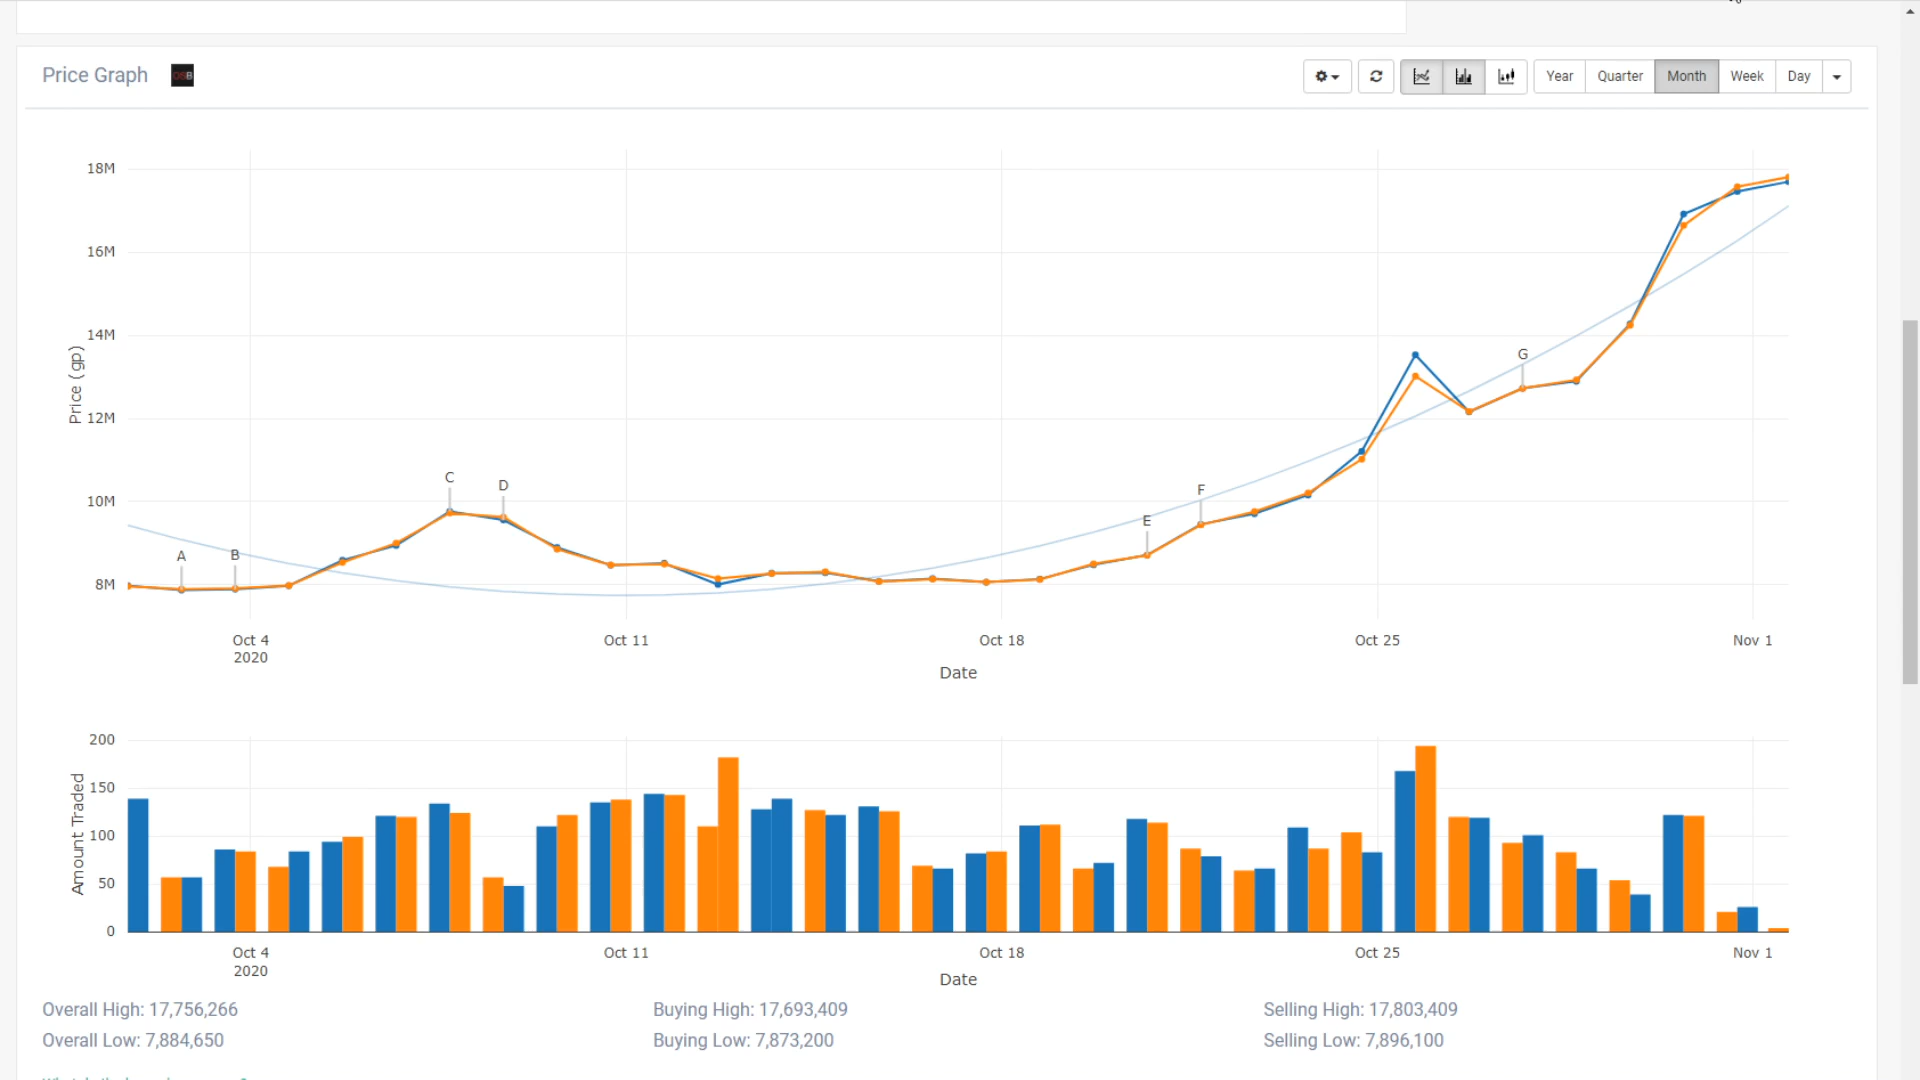 Price Graph OSB Year Quarter Month Week Day
18M
16M
14M
12M
10M
8M
Price (gp)
A B C D E F G
Oct 4 Oct 11 Oct 18 Oct 25 Nov 1
2020
Date
200
150
100
50
0
Amount Traded
Oct 4 Oct 11 Oct 18 Oct 25 Nov 1
2020
Date
Overall High: 17,756,266 Buying High: 17,693,409 Selling High: 17,803,409
Overall Low: 7,884,650 Buying Low: 7,873,200 Selling Low: 7,896,100